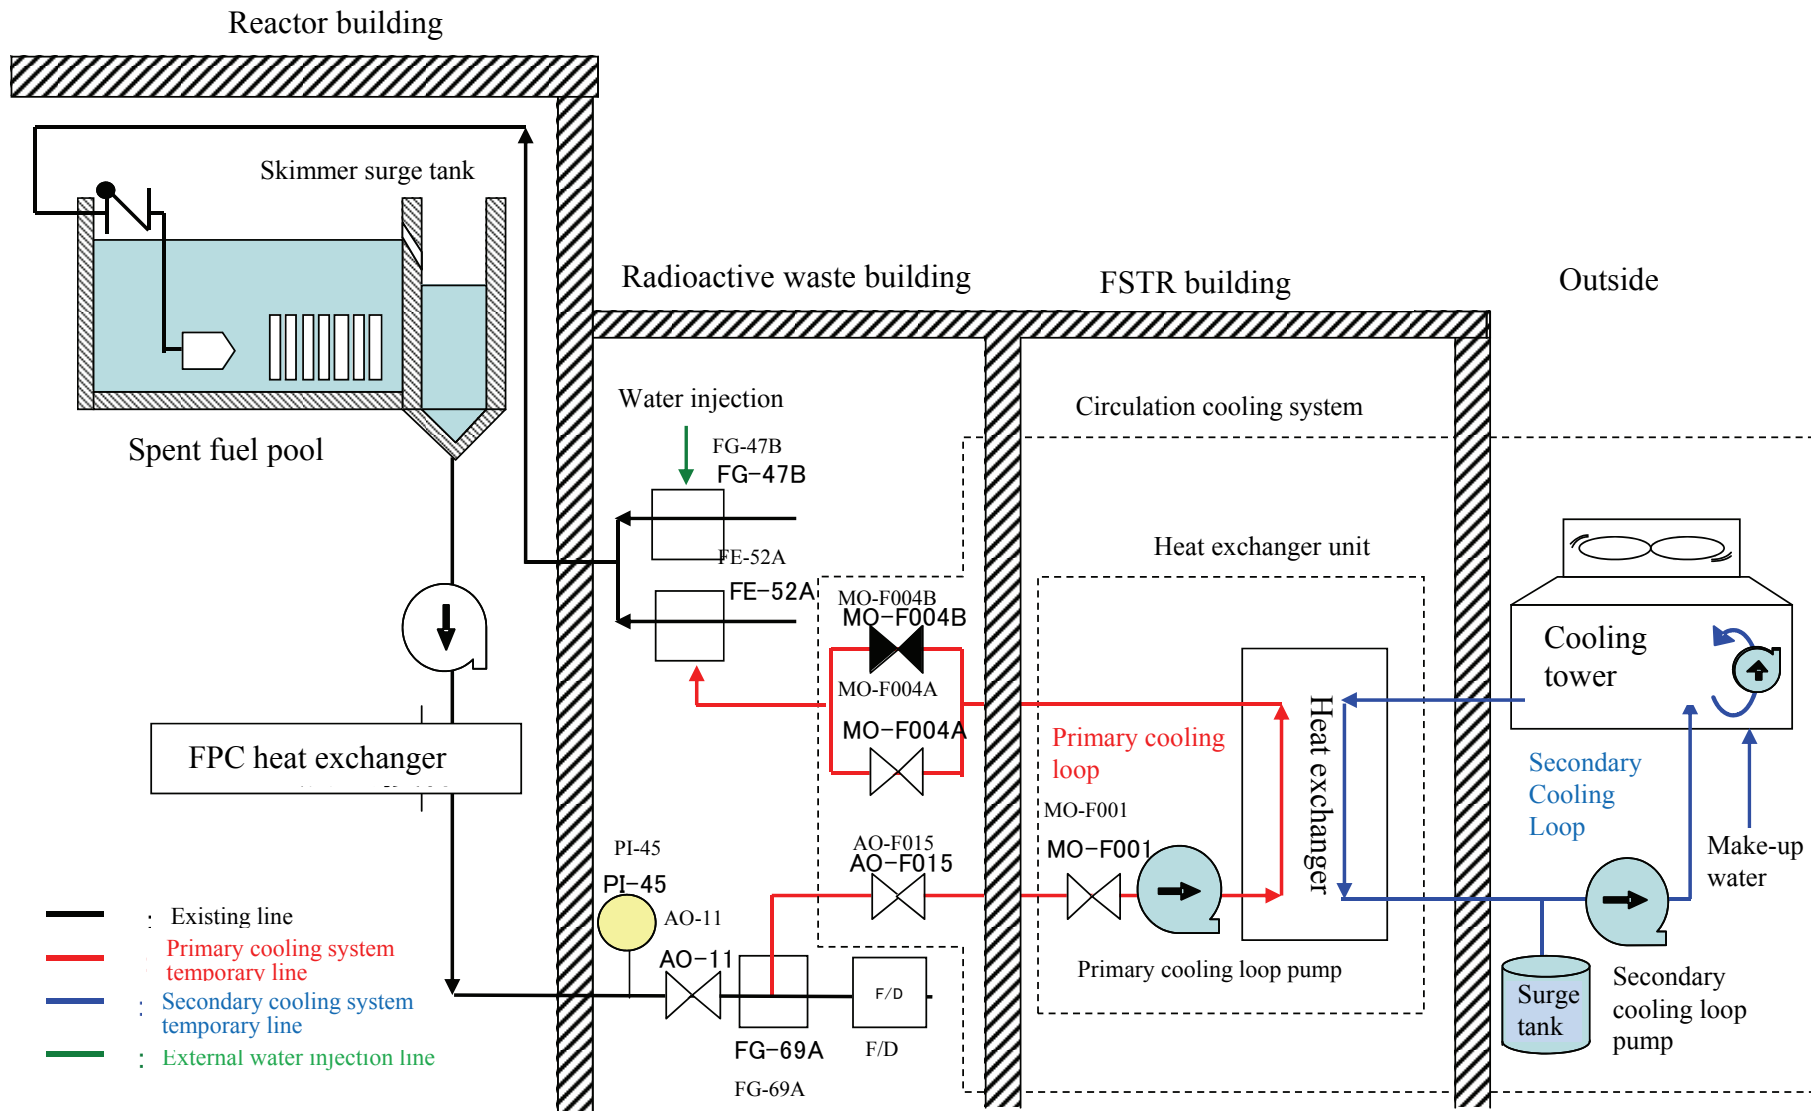 Reactor building
Skimmer surge tank
Spent fuel pool
FPC heat exchanger
Radioactive waste building
FSTR building
Outside
Water injection
FG-47B
FG-47B
FE-52A
FE-52A
MO-F004B
MO-F004B
MO-F004A
MO-F004A
AO-F015
AO-F015
PI-45
PI-45
AO-11
AO-11
FG-69A
FG-69A
F/D
F/D
Circulation cooling system
Heat exchanger unit
Primary cooling
loop
MO-F001
MO-F001
Heat exchanger
Primary cooling loop pump
Cooling
tower
Secondary
Cooling
Loop
Make-up
water
Surge
tank
Secondary
cooling loop
pump
: Existing line
: Primary cooling system
temporary line
: Secondary cooling system
temporary line
: External water injection line